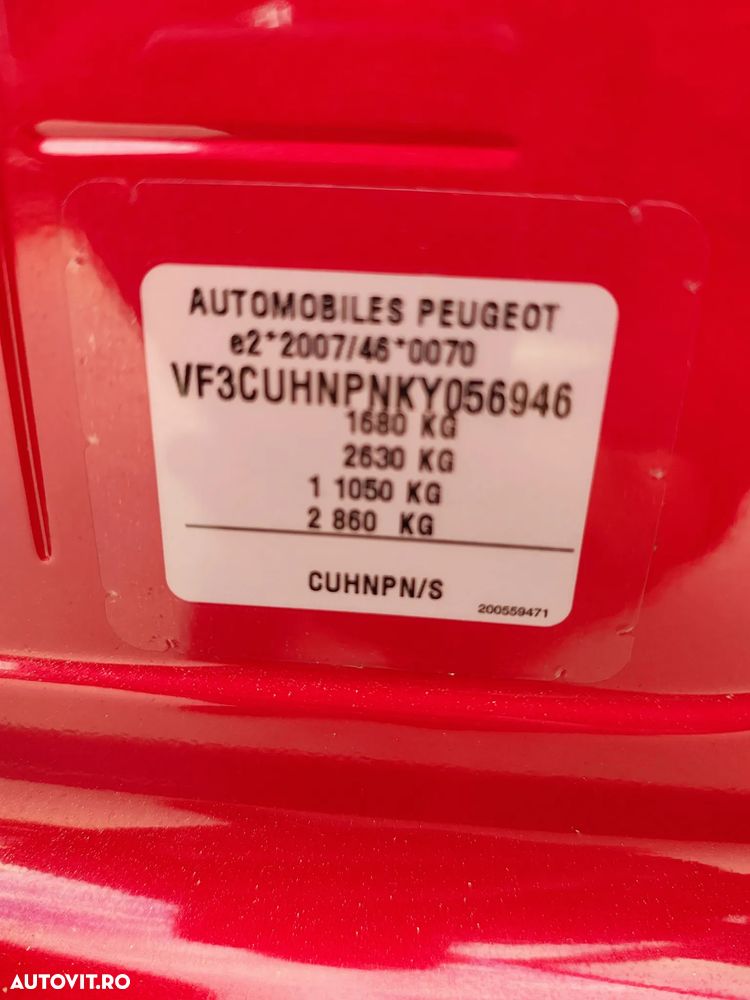 AUTOMOBILES PEUGEOT
e2*2007/46*0070
VF3CUHNPNKY056946
1680 KG
2630 KG
1 1050 KG
2 860 KG
CUHNPN/S
200559471
AUTOVIT.RO